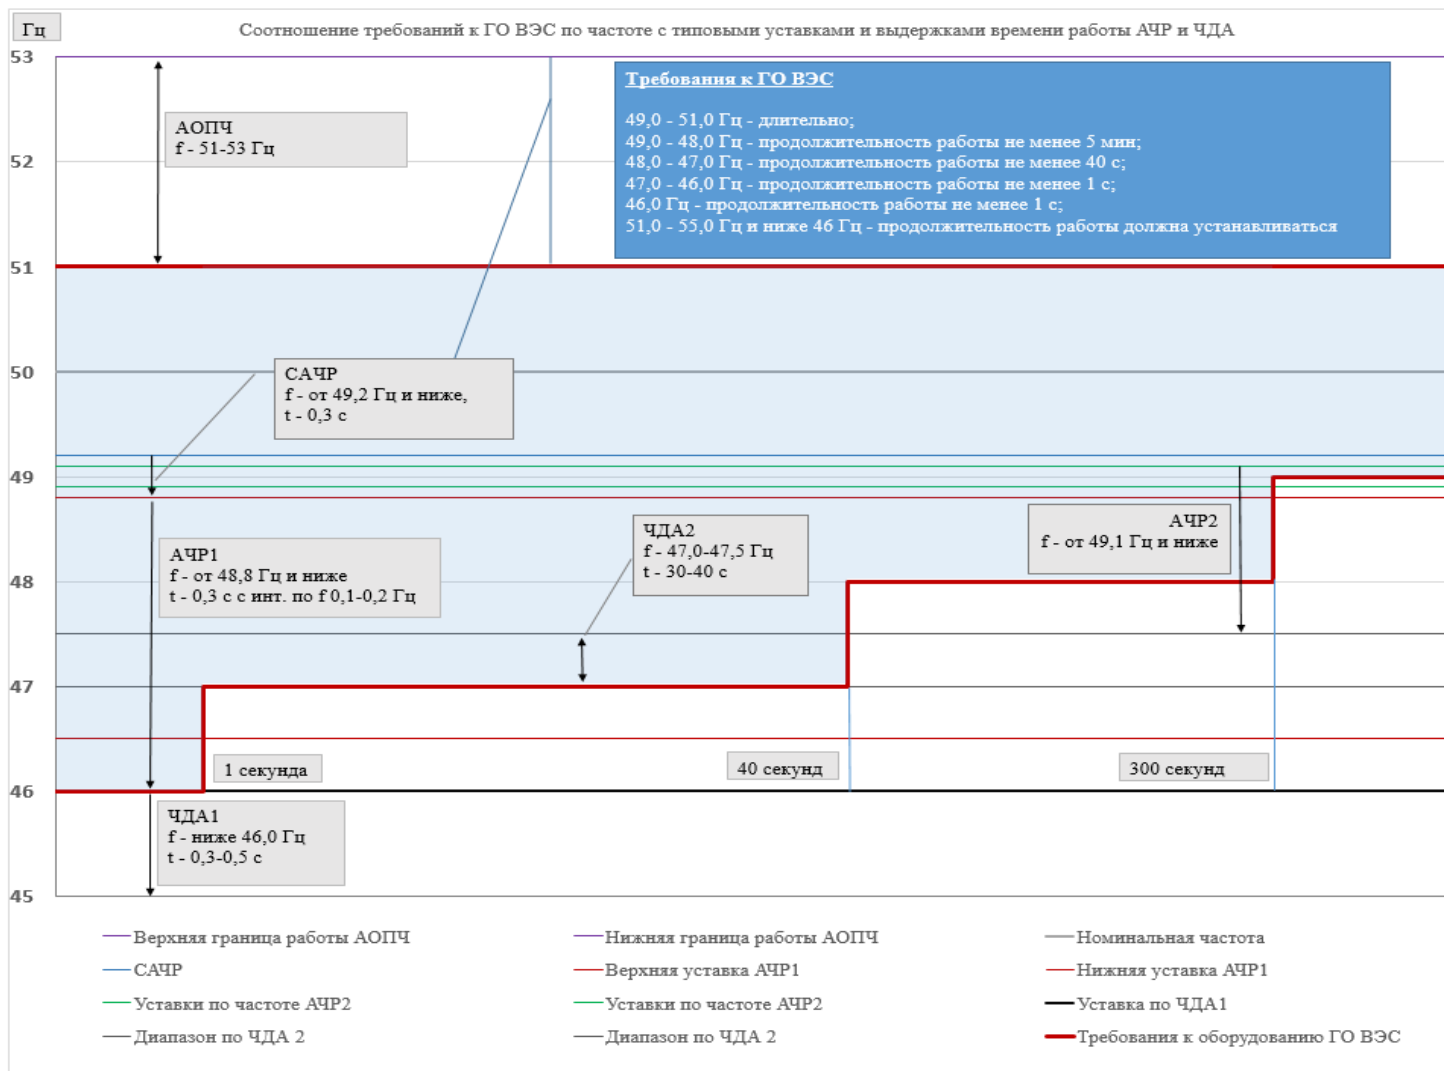 Гц
Соотношение требований к ГО ВЭС по частоте с типовыми уставками и выдержками времени работы АЧР и ЧДА
53
Требования к ГО ВЭС
49,0 - 51,0 Гц - длительно;
49,0 - 48,0 Гц - продолжительность работы не менее 5 мин;
48,0 - 47,0 Гц - продолжительность работы не менее 40 с;
47,0 - 46,0 Гц - продолжительность работы не менее 1 с;
46,0 Гц - продолжительность работы не менее 1 с;
51,0 - 55,0 Гц и ниже 46 Гц - продолжительность работы должна устанавливаться
АОПЧ
f - 51-53 Гц
52
51
50
САЧР
f - от 49,2 Гц и ниже,
t - 0,3 с
49
АЧР1
f - от 48,8 Гц и ниже
t - 0,3 с с инт. по f 0,1-0,2 Гц
ЧДА2
f - 47,0-47,5 Гц
t - 30-40 с
АЧР2
f - от 49,1 Гц и ниже
48
47
1 секунда
40 секунд
300 секунд
46
ЧДА1
f - ниже 46,0 Гц
t - 0,3-0,5 с
45
Верхняя граница работы АОПЧ
Нижняя граница работы АОПЧ
Номинальная частота
САЧР
Верхняя уставка АЧР1
Нижняя уставка АЧР1
Уставки по частоте АЧР2
Уставки по частоте АЧР2
Уставка по ЧДА1
Диапазон по ЧДА 2
Диапазон по ЧДА 2
Требования к оборудованию ГО ВЭС